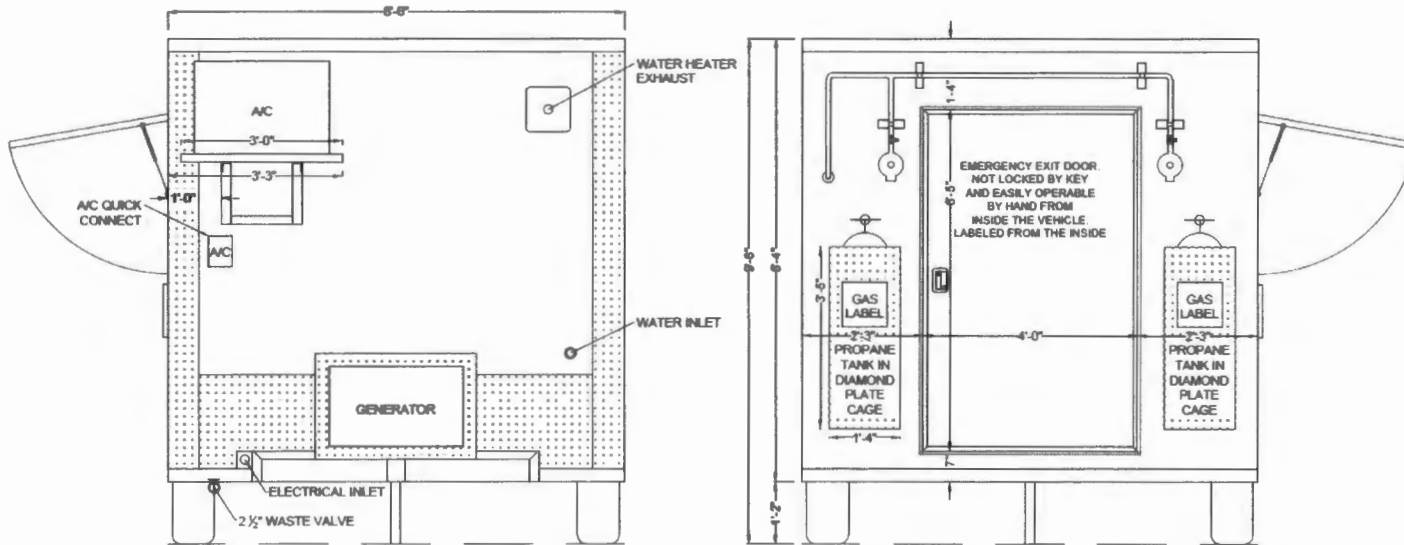 8'-6"
WATER HEATER
EXHAUST
A/C
3'-0"
3'-3"
1'-0"
A/C QUICK
CONNECT
A/C
WATER INLET
GENERATOR
ELECTRICAL INLET
2 ½" WASTE VALVE
9'-6"
8'-4"
1'-2"
1'-4"
6'-5"
7"
EMERGENCY EXIT DOOR.
NOT LOCKED BY KEY
AND EASILY OPERABLE
BY HAND FROM
INSIDE THE VEHICLE.
LABELED FROM THE INSIDE
3'-5"
GAS
LABEL
2'-3"
4'-0"
2'-3"
PROPANE
TANK IN
DIAMOND
PLATE
CAGE
1'-4"
GAS
LABEL
PROPANE
TANK IN
DIAMOND
PLATE
CAGE